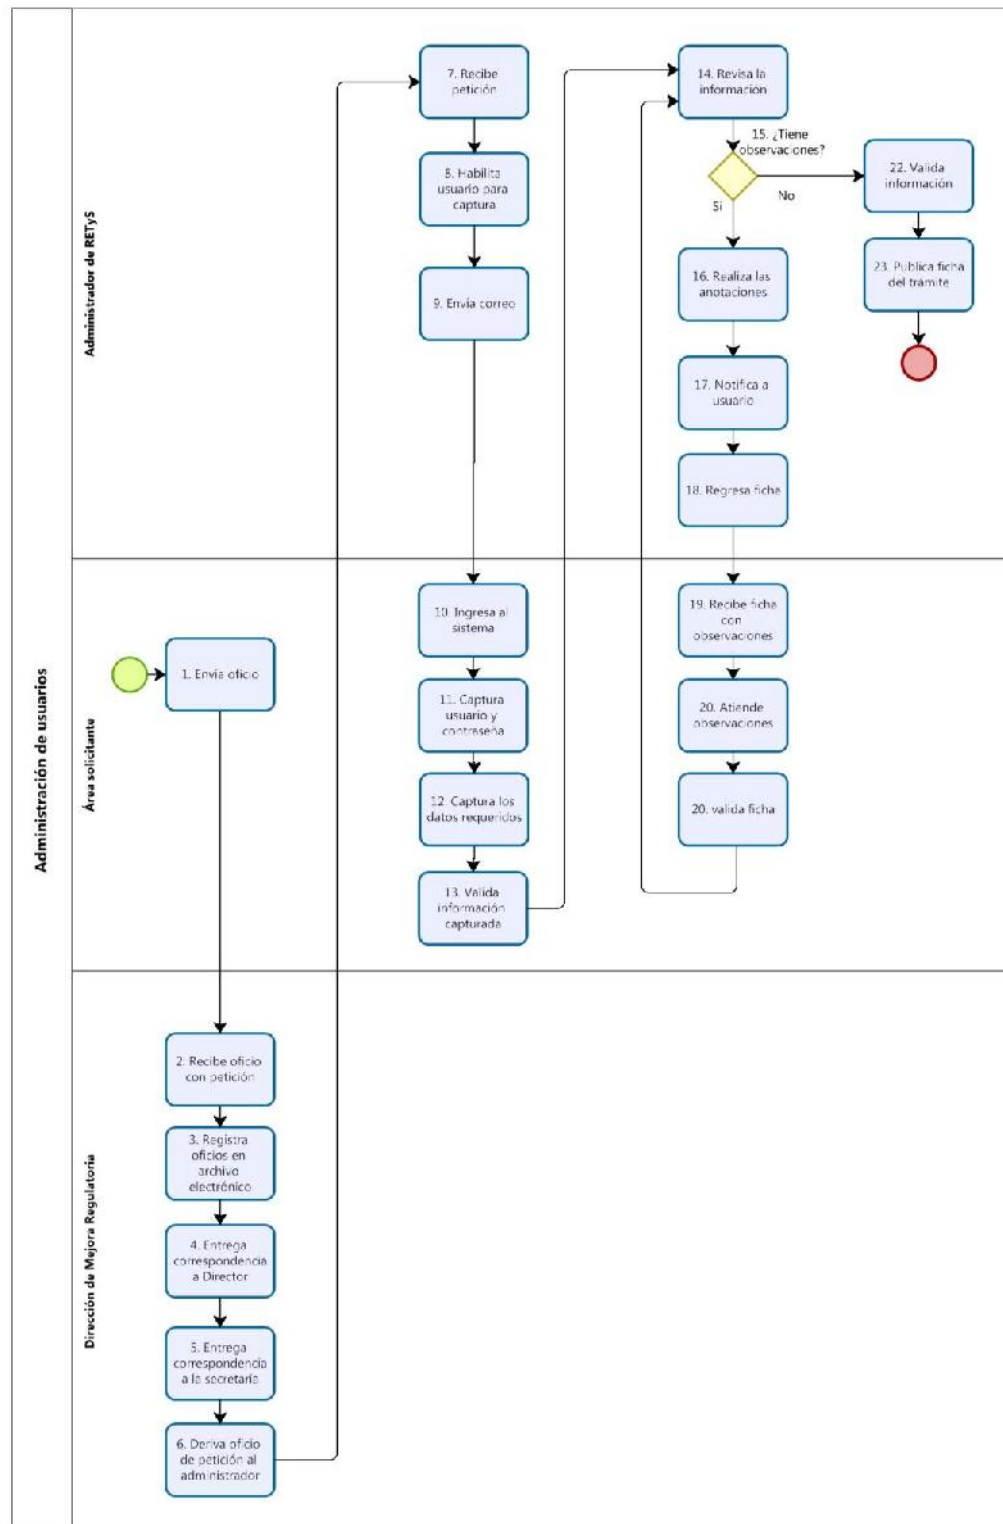 Administración de usuarios
Administrador de RETyS
7. Recibe
petición
8. Habilita
usuario para
captura
9. Envía correo
14. Revisa la
información
15. ¿Tiene
observaciones?
Si
No
22. Valida
información
23. Publica ficha
del trámite
16. Realiza las
anotaciones
17. Notifica a
usuario
18. Regresa ficha
Área solicitante
1. Envía oficio
10. Ingresa al
sistema
11. Captura
usuario y
contraseña
12. Captura los
datos requeridos
13. Valida
información
capturada
19. Recibe ficha
con
observaciones
20. Atiende
observaciones
20. valida ficha
Dirección de Mejora Regulatoria
2. Recibe oficio
con petición
3. Registra
oficios en
archivo
electrónico
4. Entrega
correspondencia
a Director
5. Entrega
correspondencia
a la secretaría
6. Deriva oficio
de petición al
administrador